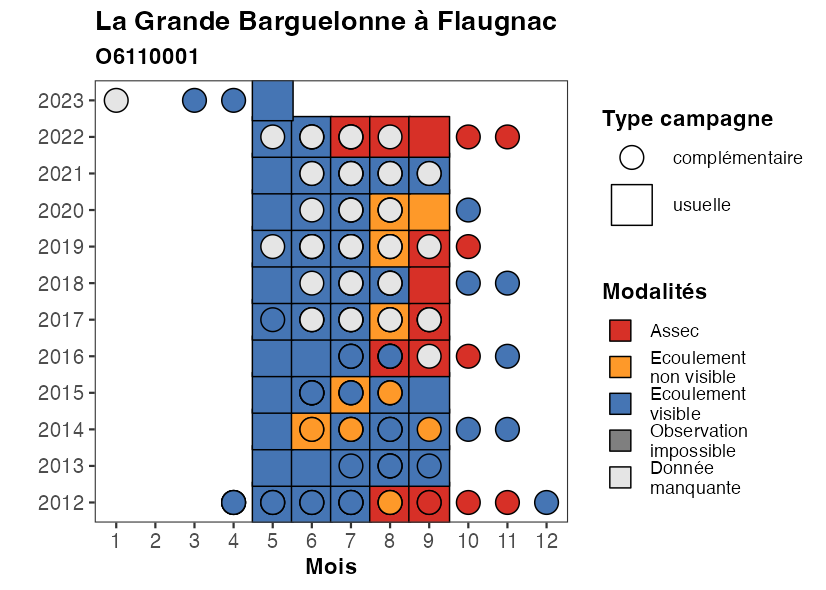 La Grande Barguelonne à Flaugnac
O6110001
2023
2022
2021
2020
2019
2018
2017
2016
2015
2014
2013
2012
1 2 3 4 5 6 7 8 9 10 11 12
Mois
Type campagne
complémentaire
usuelle
Modalités
Assec
Ecoulement
non visible
Ecoulement
visible
Observation
impossible
Donnée
manquante